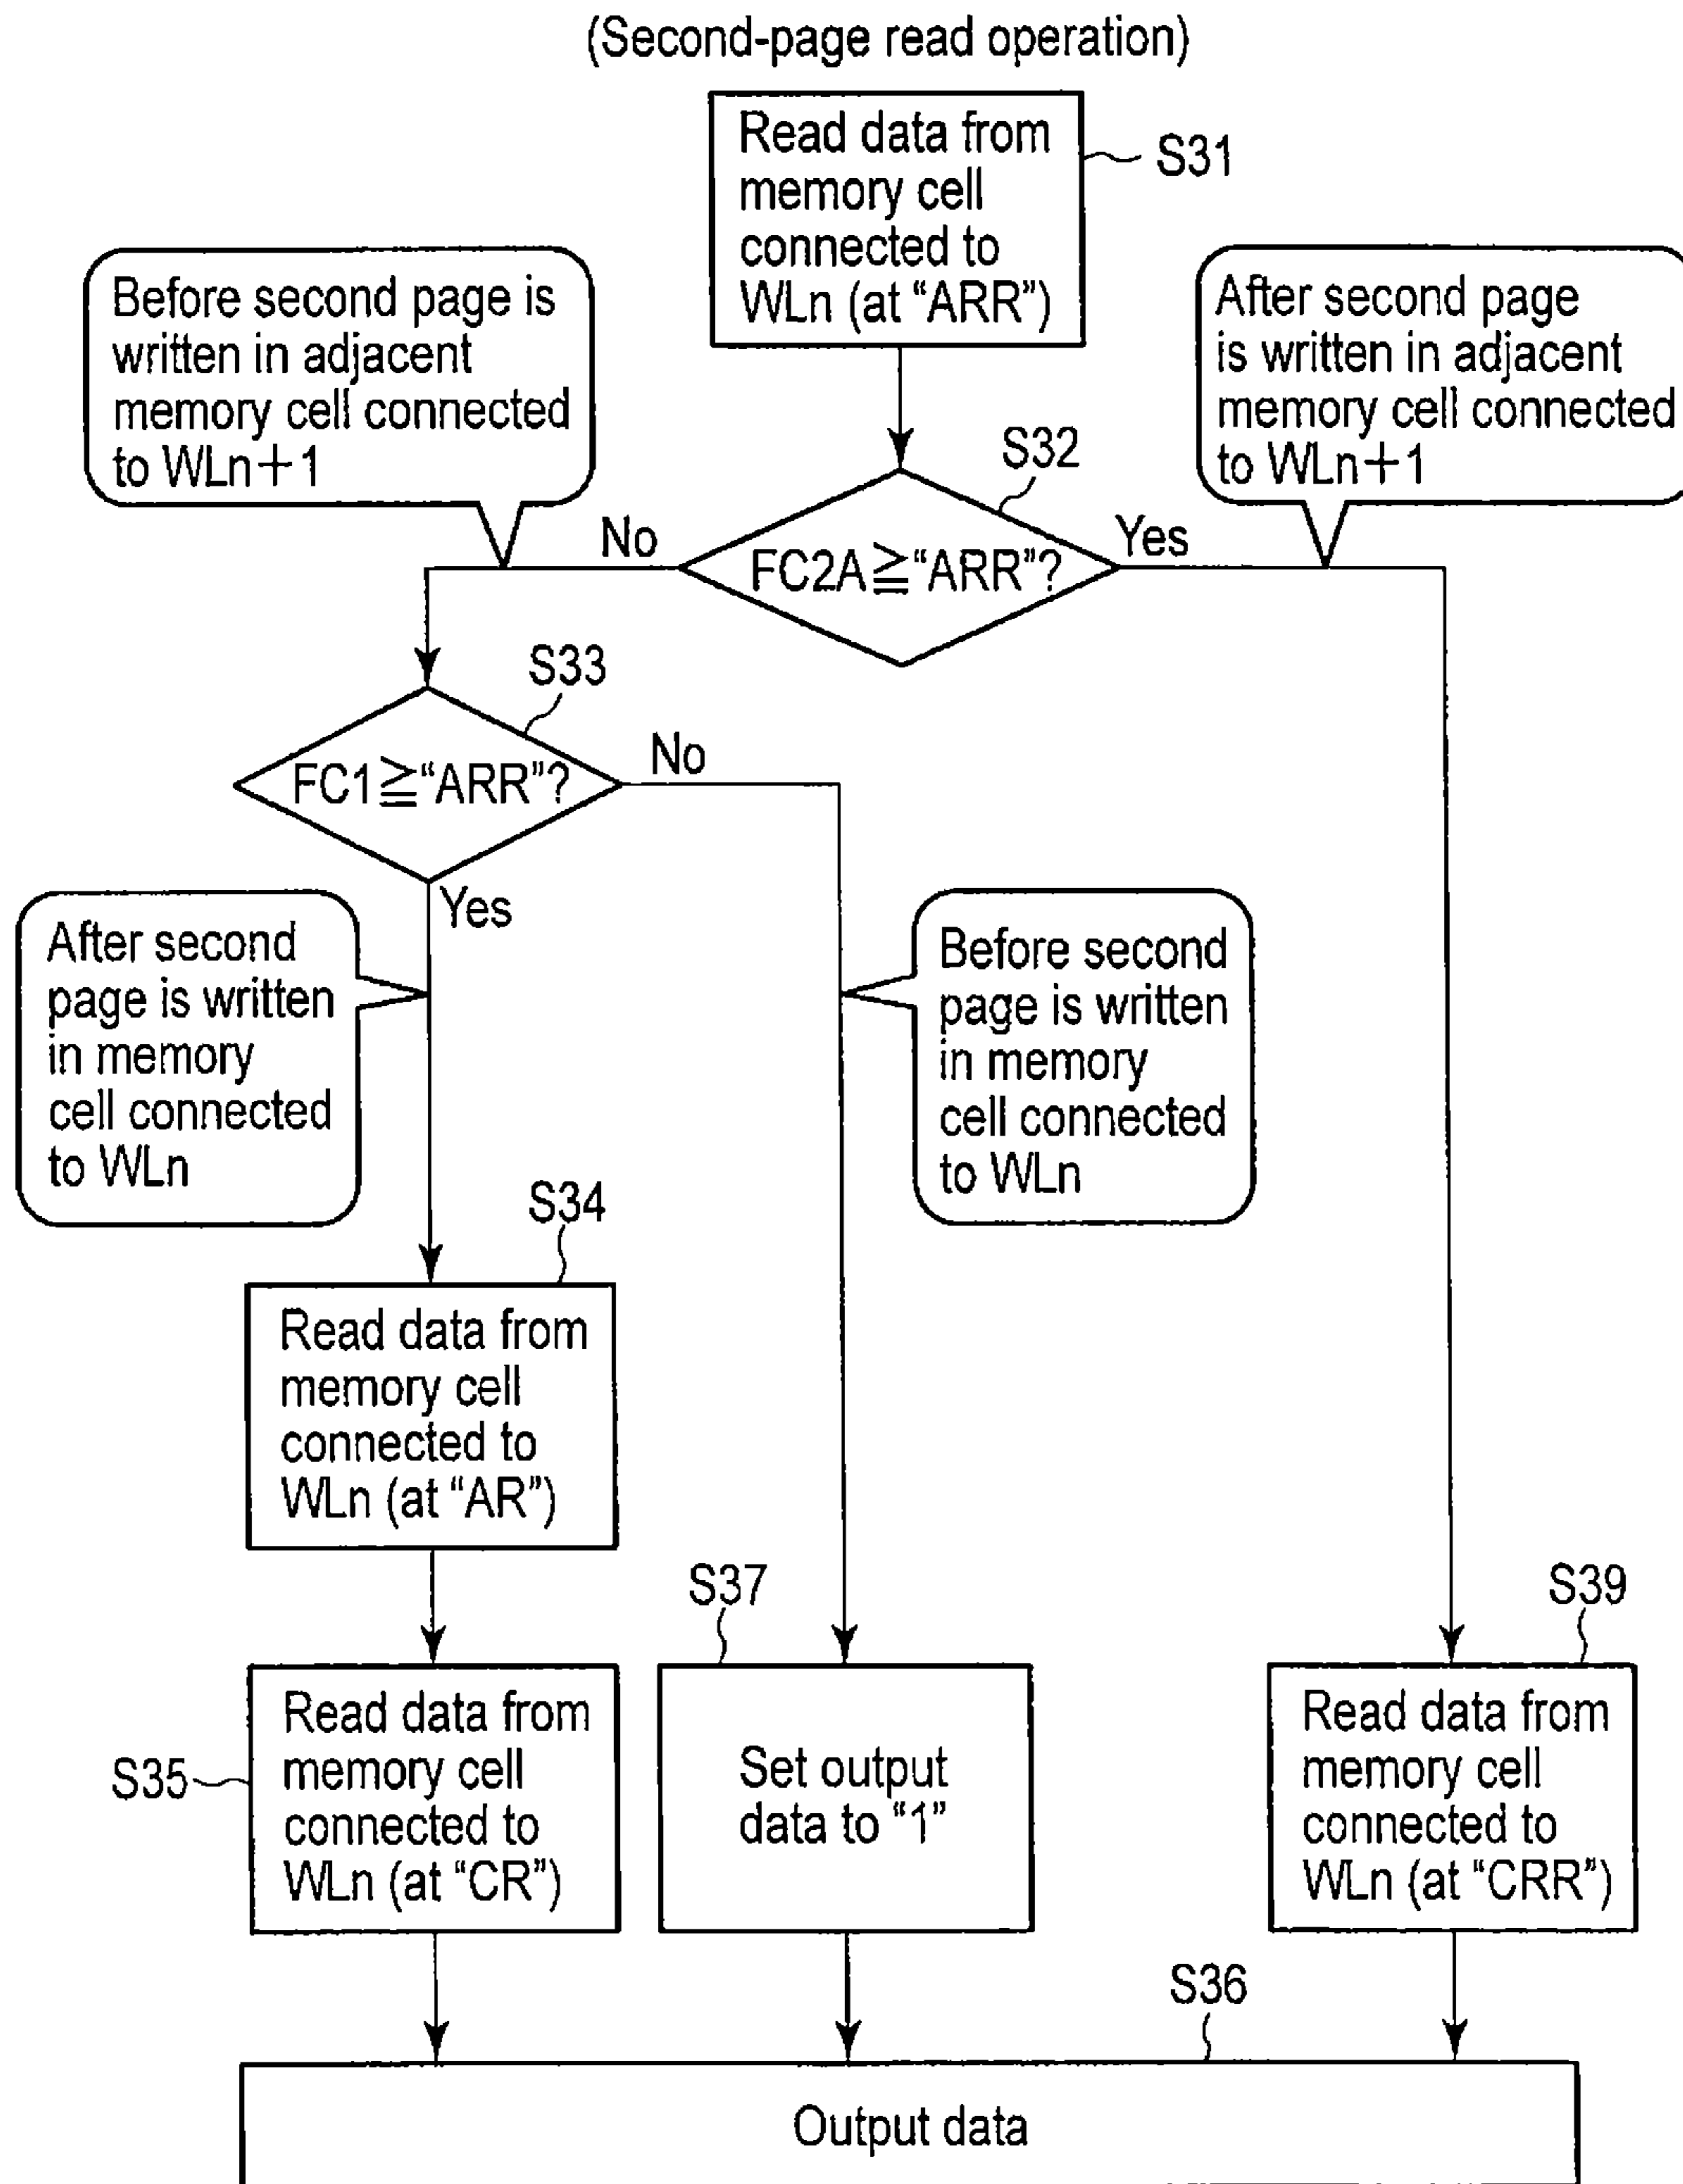 (Second-page read operation)
Read data from
memory cell
connected to
WLn (at “ARR”)
S31
Before second page is
written in adjacent
memory cell connected
to WLn+1
After second page
is written in adjacent
memory cell connected
to WLn+1
S32
No
FC2A≧“ARR”?
Yes
S33
FC1≧“ARR”?
No
Yes
After second
page is written
in memory
cell connected
to WLn
Before second
page is written
in memory
cell connected
to WLn
S34
Read data from
memory cell
connected to
WLn (at “AR”)
S37
S39
S35
Read data from
memory cell
connected to
WLn (at “CR”)
Set output
data to “1”
Read data from
memory cell
connected to
WLn (at “CRR”)
S36
Output data